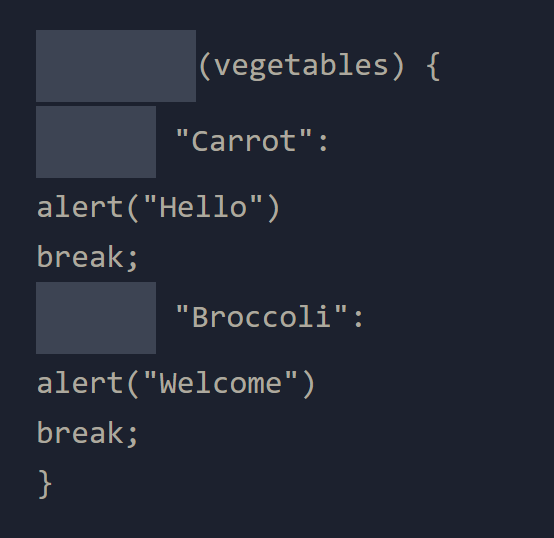 (vegetables) {
"Carrot":
alert("Hello")
break;
"Broccoli":
alert("Welcome")
break;
}